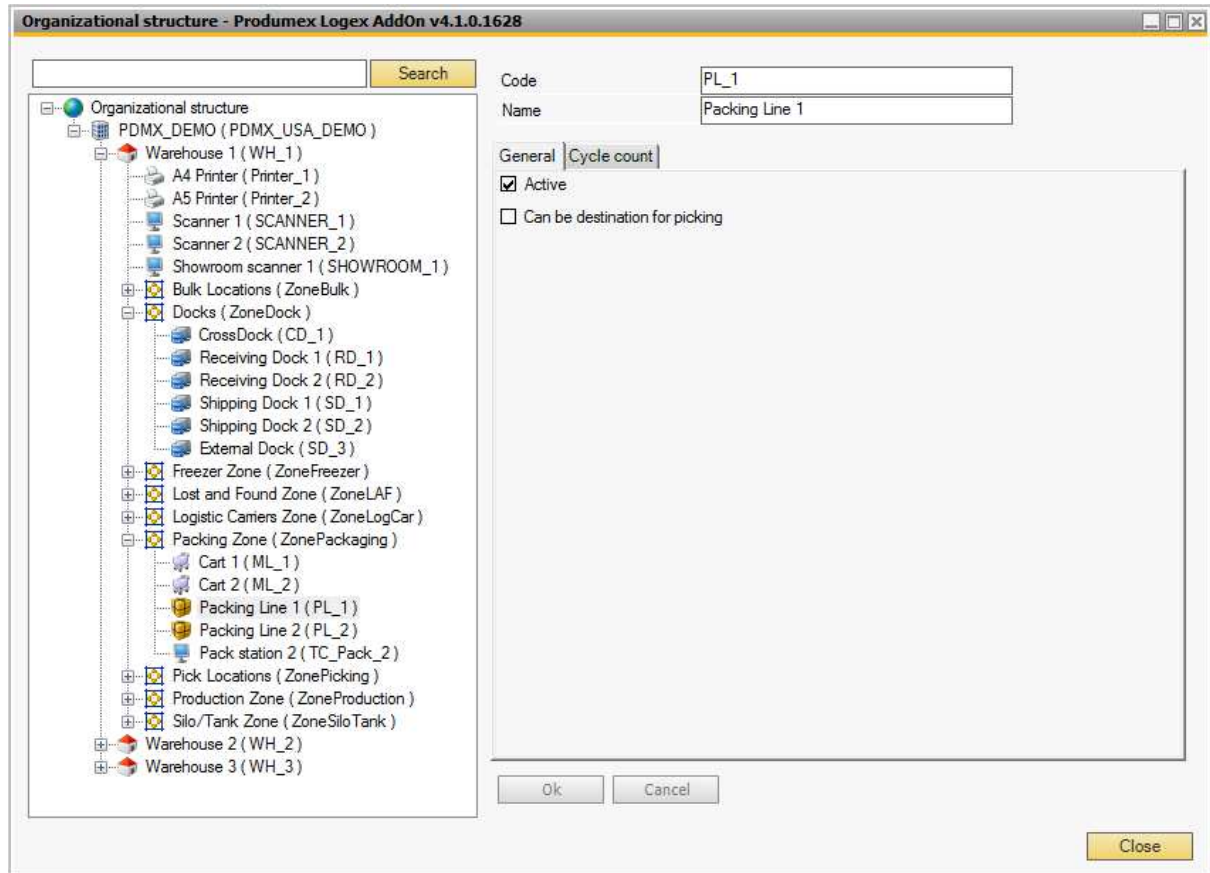 Organizational structure - Produmex Logex AddOn v4.1.0.1628
Search
Organizational structure
PDMX_DEMO ( PDMX_USA_DEMO )
Warehouse 1 ( WH_1 )
A4 Printer ( Printer_1 )
A5 Printer ( Printer_2 )
Scanner 1 ( SCANNER_1 )
Scanner 2 ( SCANNER_2 )
Showroom scanner 1 ( SHOWROOM_1 )
Bulk Locations ( ZoneBulk )
Docks ( ZoneDock )
CrossDock ( CD_1 )
Receiving Dock 1 ( RD_1 )
Receiving Dock 2 ( RD_2 )
Shipping Dock 1 ( SD_1 )
Shipping Dock 2 ( SD_2 )
External Dock ( SD_3 )
Freezer Zone ( ZoneFreezer )
Lost and Found Zone ( ZoneLAF )
Logistic Carriers Zone ( ZoneLogCar )
Packing Zone ( ZonePackaging )
Cart 1 ( ML_1 )
Cart 2 ( ML_2 )
Packing Line 1 ( PL_1 )
Packing Line 2 ( PL_2 )
Pack station 2 ( TC_Pack_2 )
Pick Locations ( ZonePicking )
Production Zone ( ZoneProduction )
Silo/Tank Zone ( ZoneSiloTank )
Warehouse 2 ( WH_2 )
Warehouse 3 ( WH_3 )
Code PL_1
Name Packing Line 1
General Cycle count
Active
Can be destination for picking
Ok Cancel
Close